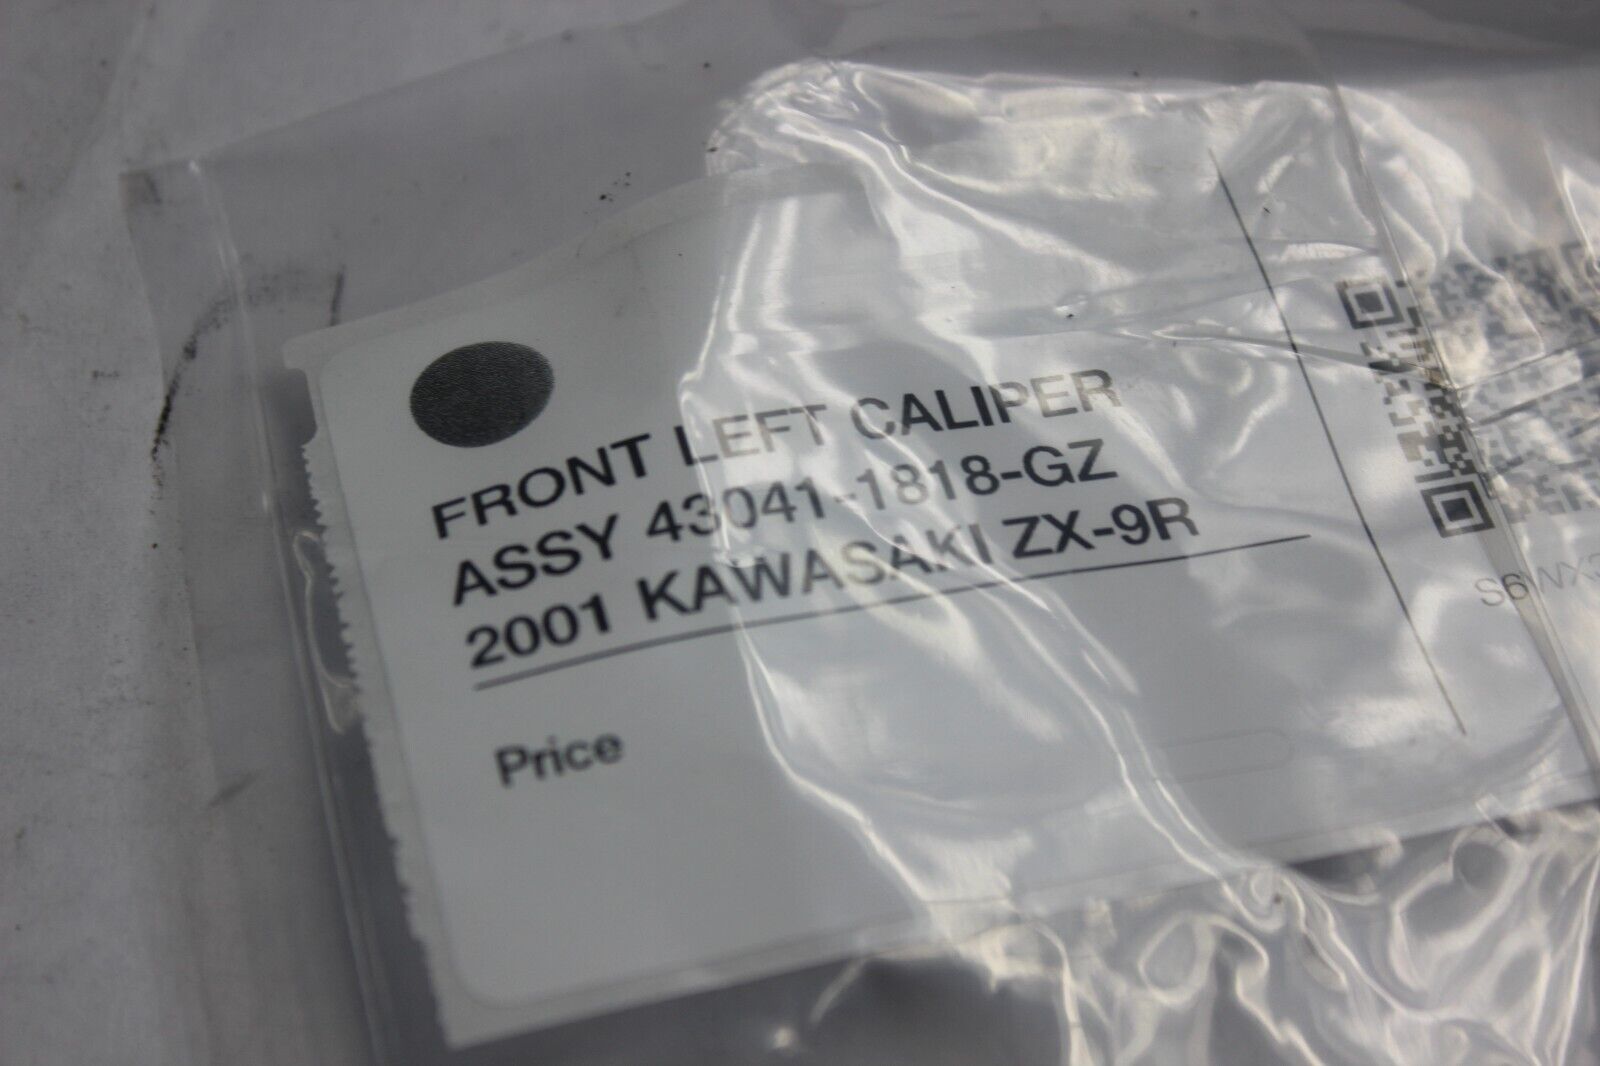 FRONT LEFT CALIPER
ASSY 43041-1818-GZ
2001 KAWASAKI ZX-9R
Price